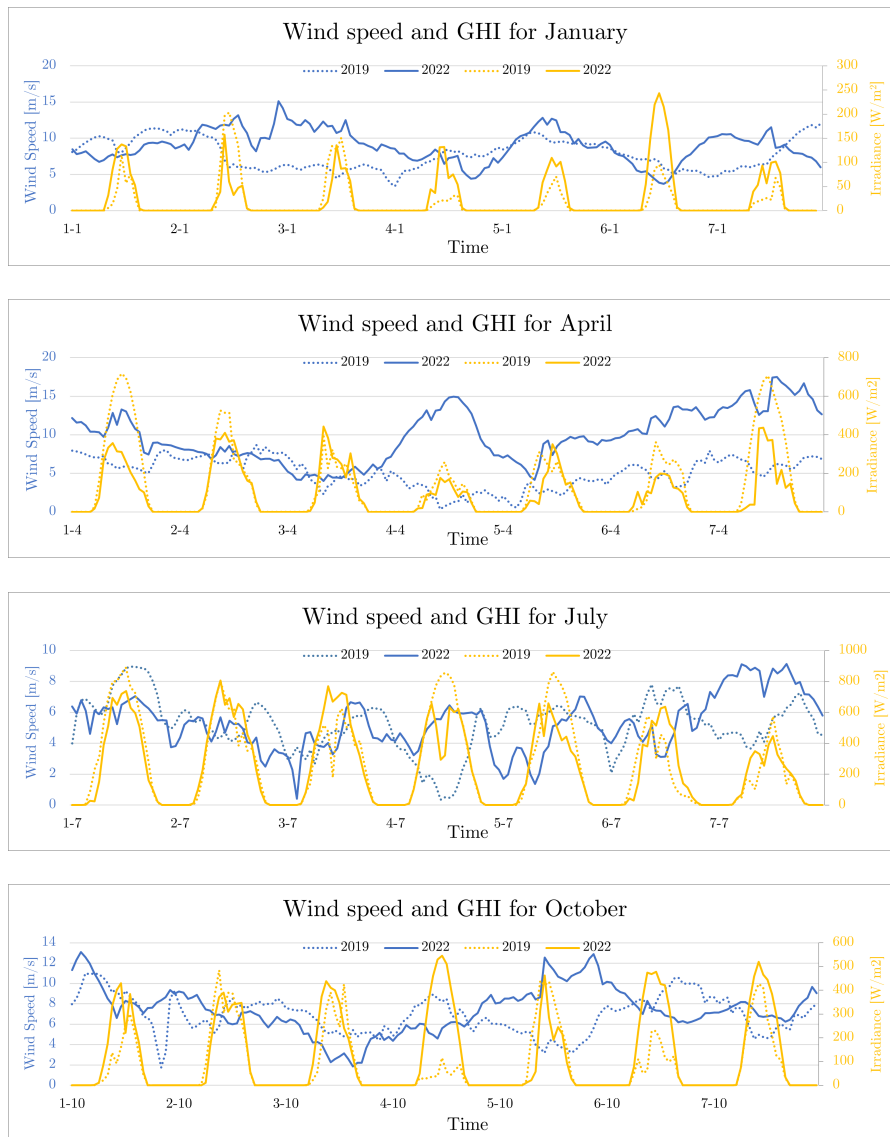 Wind speed and GHI for January
2019 2022 2019 2022
Wind Speed [m/s]
20
15
10
5
0
300
250
200
150
100
50
0
Irradiance [W/m²]
1-1 2-1 3-1 4-1 5-1 6-1 7-1
Time
Wind speed and GHI for April
2019 2022 2019 2022
Wind Speed [m/s]
20
15
10
5
0
800
600
400
200
0
Irradiance [W/m²]
1-4 2-4 3-4 4-4 5-4 6-4 7-4
Time
Wind speed and GHI for July
2019 2022 2019 2022
Wind Speed [m/s]
10
8
6
4
2
0
1000
800
600
400
200
0
Irradiance [W/m2]
1-7 2-7 3-7 4-7 5-7 6-7 7-7
Time
Wind speed and GHI for October
2019 2022 2019 2022
Wind Speed [m/s]
14
12
10
8
6
4
2
0
600
500
400
300
200
100
0
Irradiance [W/m2]
1-10 2-10 3-10 4-10 5-10 6-10 7-10
Time